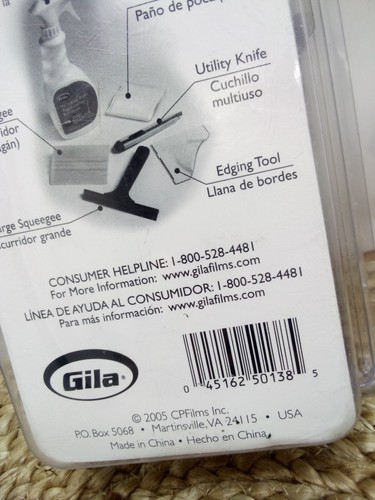 la
Paño de
Utility Knife
Cuchillo
multiuso
Edging Tool
Llana de bordes
Squeegee
grande
CONSUMER HELPLINE: 1-800-528-4481
For More Information: www.gilafilms.com
LÍNEA DE AYUDA AL CONSUMIDOR: 1-800-528-4481
Para más información: www.gilafilms.com
Gila®
0 45162 50138 5
© 2005 CPFilms Inc.
P.O. Box 5068 • Martinsville, VA 24115 • USA
Made in China • Hecho en China